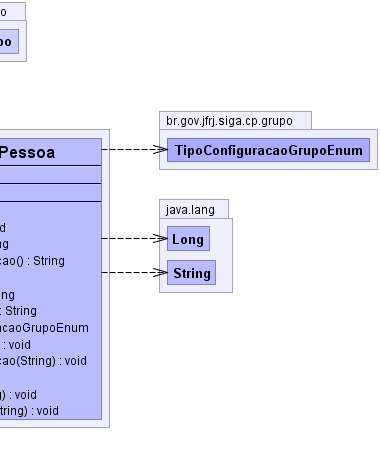 o
po
Pessoa
d
ng
cao() : String
ng
: String
acaoGrupoEnum
) : void
cao(String) : void
g) : void
tring) : void
br.gov.jfrj.siga.cp.grupo
TipoConfiguracaoGrupoEnum
java.lang
Long
String